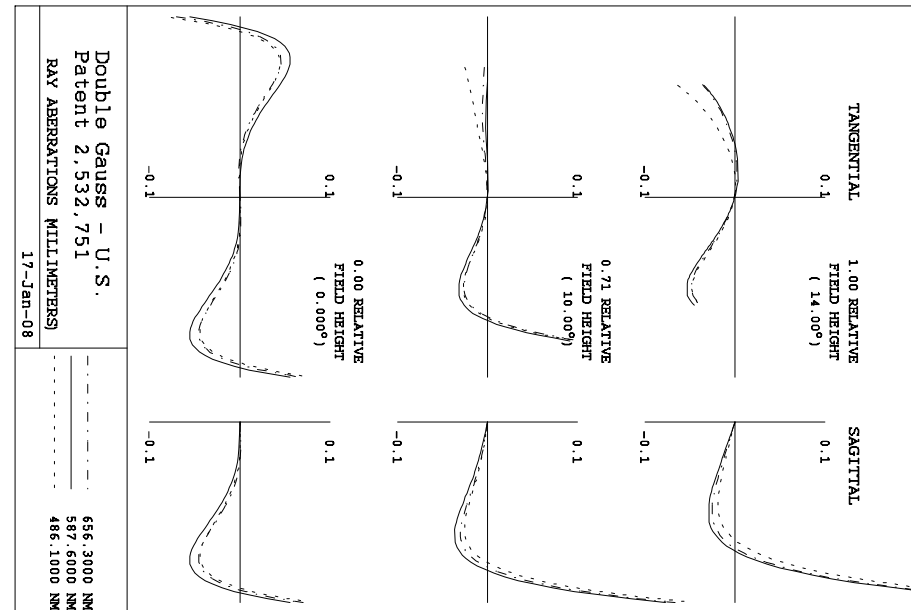 TANGENTIAL
1.00 RELATIVE
FIELD HEIGHT
( 14.00°)
SAGITTAL
0.1
0.1
-0.1
-0.1
0.71 RELATIVE
FIELD HEIGHT
( 10.00°)
0.1
0.1
-0.1
-0.1
0.00 RELATIVE
FIELD HEIGHT
( 0.000°)
0.1
0.1
-0.1
-0.1
Double Gauss - U.S.
Patent 2,532,751
RAY ABERRATIONS (MILLIMETERS)
17-Jan-08
656.3000 NM
587.6000 NM
486.1000 NM